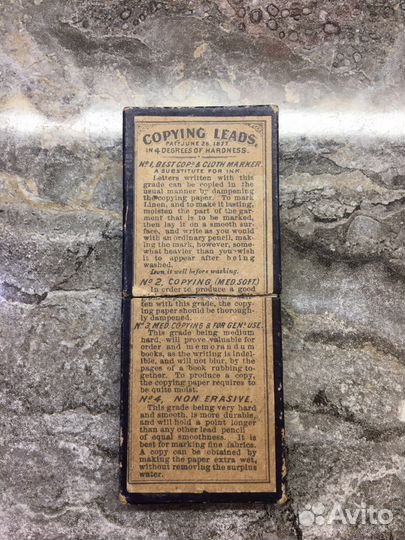 COPYING LEADS,
PAT. JUNE 26, 1877.
IN 4 DEGREES OF HARDNESS.
No 1, BEST COP'G & CLOTH MARKER.
A SUBSTITUTE FOR INK
Letters written with this
grade can be copied in the
usual manner by dampening
the copying paper. To mark
Linen, and to make it lasting,
moisten the part of the gar-
ment that is to be marked,
then lay it on a smooth sur-
face, and write as you would
with an ordinary pencil, mak-
ing the mark, however, some-
what heavier than you wish
it to appear after being
washed.
Iron is well before washing.
No 2, COPYING (MED. SOFT)
In order to produce a good
ten with this grade, the copy-
ing paper should be thorough-
ly dampened.
No 3, MED. COPYING & FOR GENL USE.
This grade being medium
hard, will prove valuable for
order and memorandum
books, as the writing is indel-
ible, and will not blur, by the
pages of a book rubbing to-
gether. To produce a copy,
the copying paper requires to
be quite moist.
No 4, NON ERASIVE.
This grade being very hard
and smooth, is more durable,
and will hold a point longer
than any other lead pencil
of equal smoothness. It is
best for marking fine fabrics.
A copy can be obtained by
making the paper extra wet,
without removing the surplus
water.
Avito